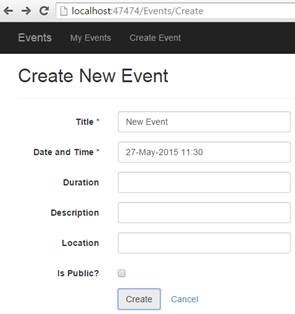 localhost:47474/Events/Create
Events My Events Create Event
Create New Event
Title * New Event
Date and Time * 27-May-2015 11:30
Duration
Description
Location
Is Public?
Create Cancel